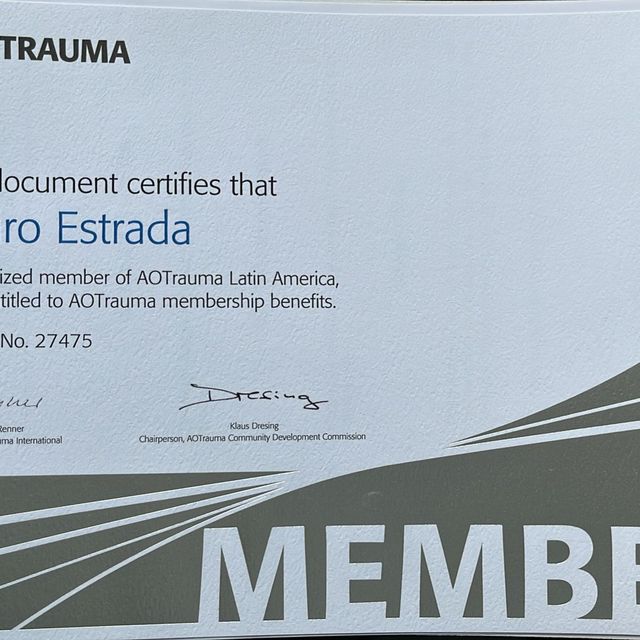 TRAUMA
document certifies that
ro Estrada
ized member of AOTrauma Latin America,
titled to AOTrauma membership benefits.
No. 27475
Dresing
Renner
Klaus Dresing
ma International
Chairperson, AOTrauma Community Development Commission
MEMBE